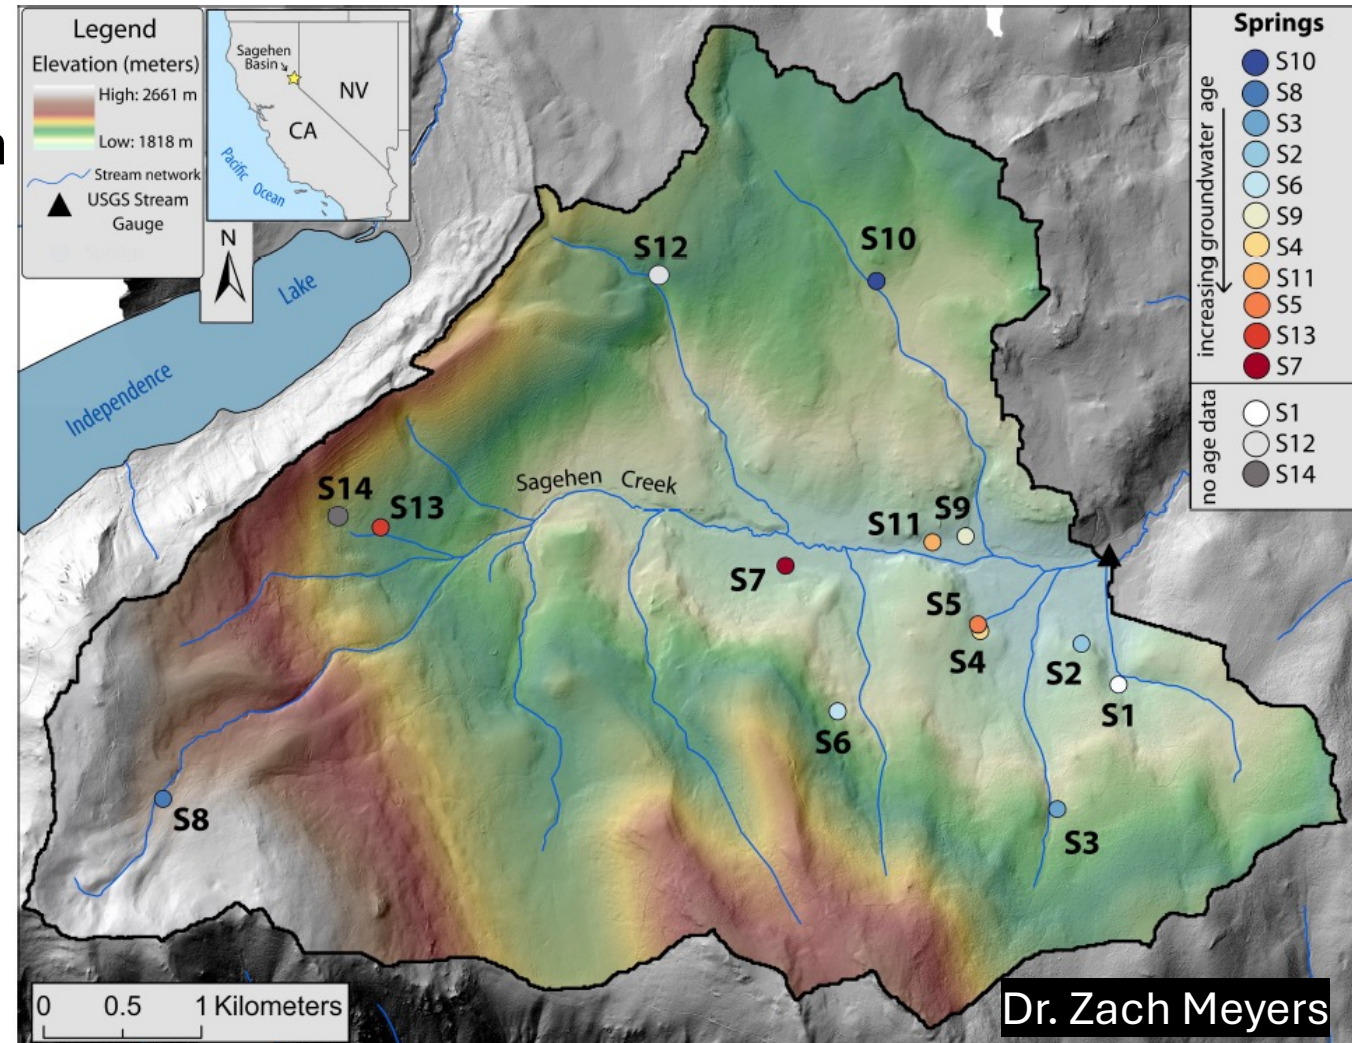 Legend
Elevation (meters)
High: 2661 m
Low: 1818 m
Stream network
USGS Stream
Gauge
Sagehen
Basin
NV
CA
Pacific Ocean
N
Independence Lake
Springs
increasing groundwater age
S10
S8
S3
S2
S6
S9
S4
S11
S5
S13
S7
no age data
S1
S12
S14
S12
S10
Sagehen Creek
S14
S13
S11
S9
S7
S5
S4
S2
S1
S6
S8
S3
0 0.5 1 Kilometers
Dr. Zach Meyers